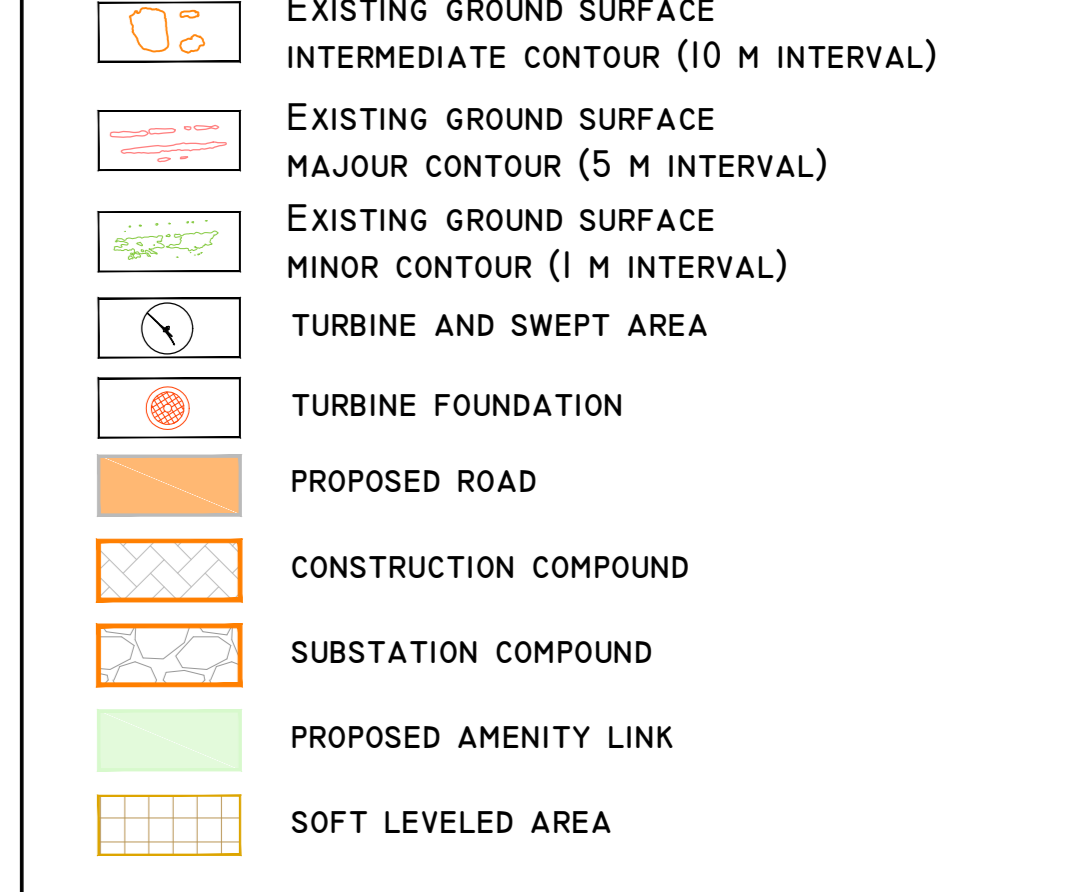 EXISTING GROUND SURFACE
INTERMEDIATE CONTOUR (10 M INTERVAL)
EXISTING GROUND SURFACE
MAJOUR CONTOUR (5 M INTERVAL)
EXISTING GROUND SURFACE
MINOR CONTOUR (1 M INTERVAL)
TURBINE AND SWEPT AREA
TURBINE FOUNDATION
PROPOSED ROAD
CONSTRUCTION COMPOUND
SUBSTATION COMPOUND
PROPOSED AMENITY LINK
SOFT LEVELED AREA